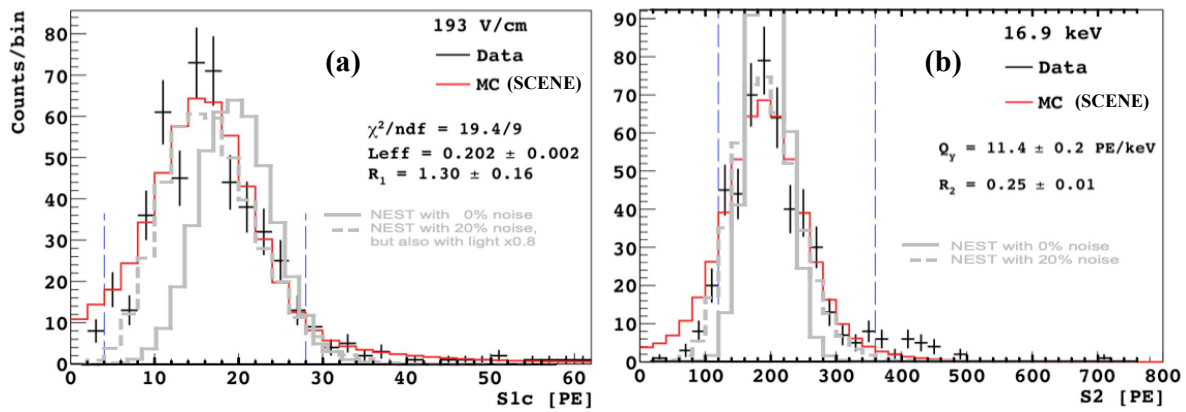 193 V/cm
Data
MC (SCENE)
(a)
χ²/ndf = 19.4/9
Leff = 0.202 ± 0.002
R₁ = 1.30 ± 0.16
NEST with 0% noise
NEST with 20% noise,
but also with light x0.8
Counts/bin
80
70
60
50
40
30
20
10
0
0 10 20 30 40 50 60
S1c [PE]
16.9 keV
Data
MC (SCENE)
(b)
Qy = 11.4 ± 0.2 PE/keV
R₂ = 0.25 ± 0.01
NEST with 0% noise
NEST with 20% noise
90
80
70
60
50
40
30
20
10
0
0 100 200 300 400 500 600 700 800
S2 [PE]